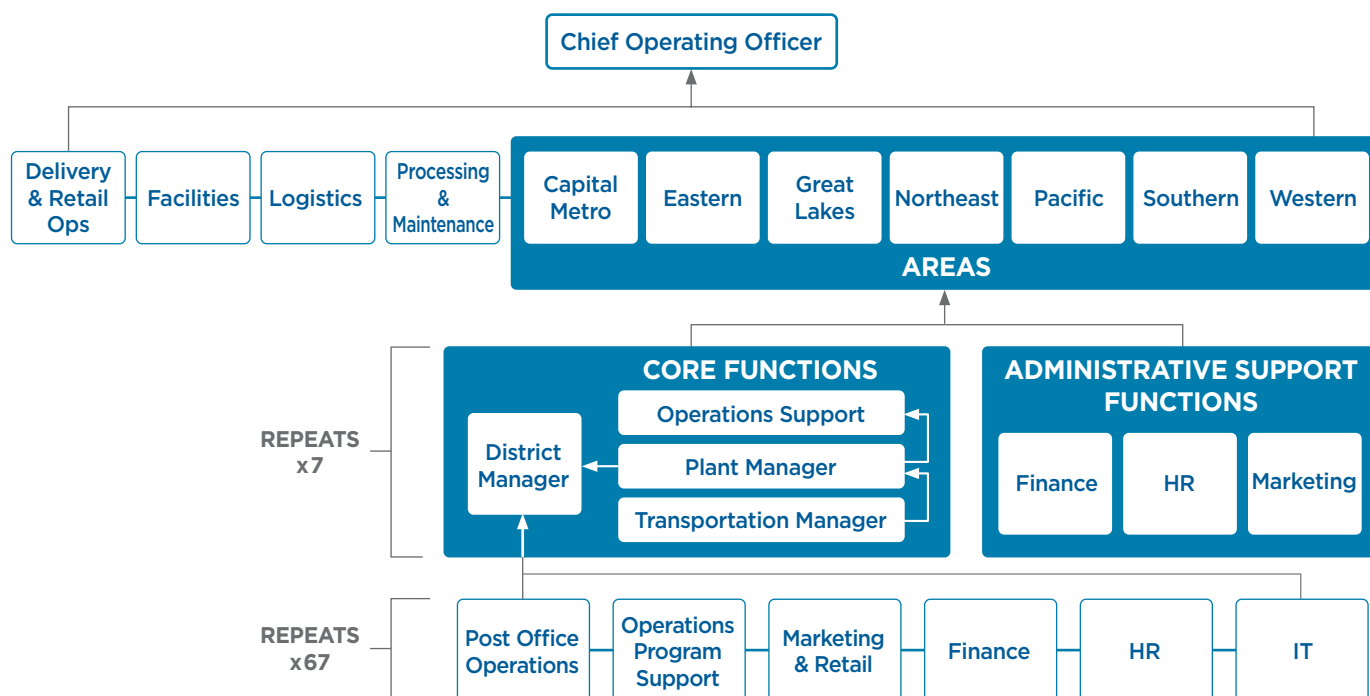 Chief Operating Officer
Delivery
& Retail
Ops
Facilities
Logistics
Processing
&
Maintenance
Capital
Metro
Eastern
Great
Lakes
Northeast
Pacific
Southern
Western
AREAS
REPEATS
x7
CORE FUNCTIONS
District
Manager
Operations Support
Plant Manager
Transportation Manager
ADMINISTRATIVE SUPPORT
FUNCTIONS
Finance
HR
Marketing
REPEATS
x67
Post Office
Operations
Operations
Program
Support
Marketing
& Retail
Finance
HR
IT